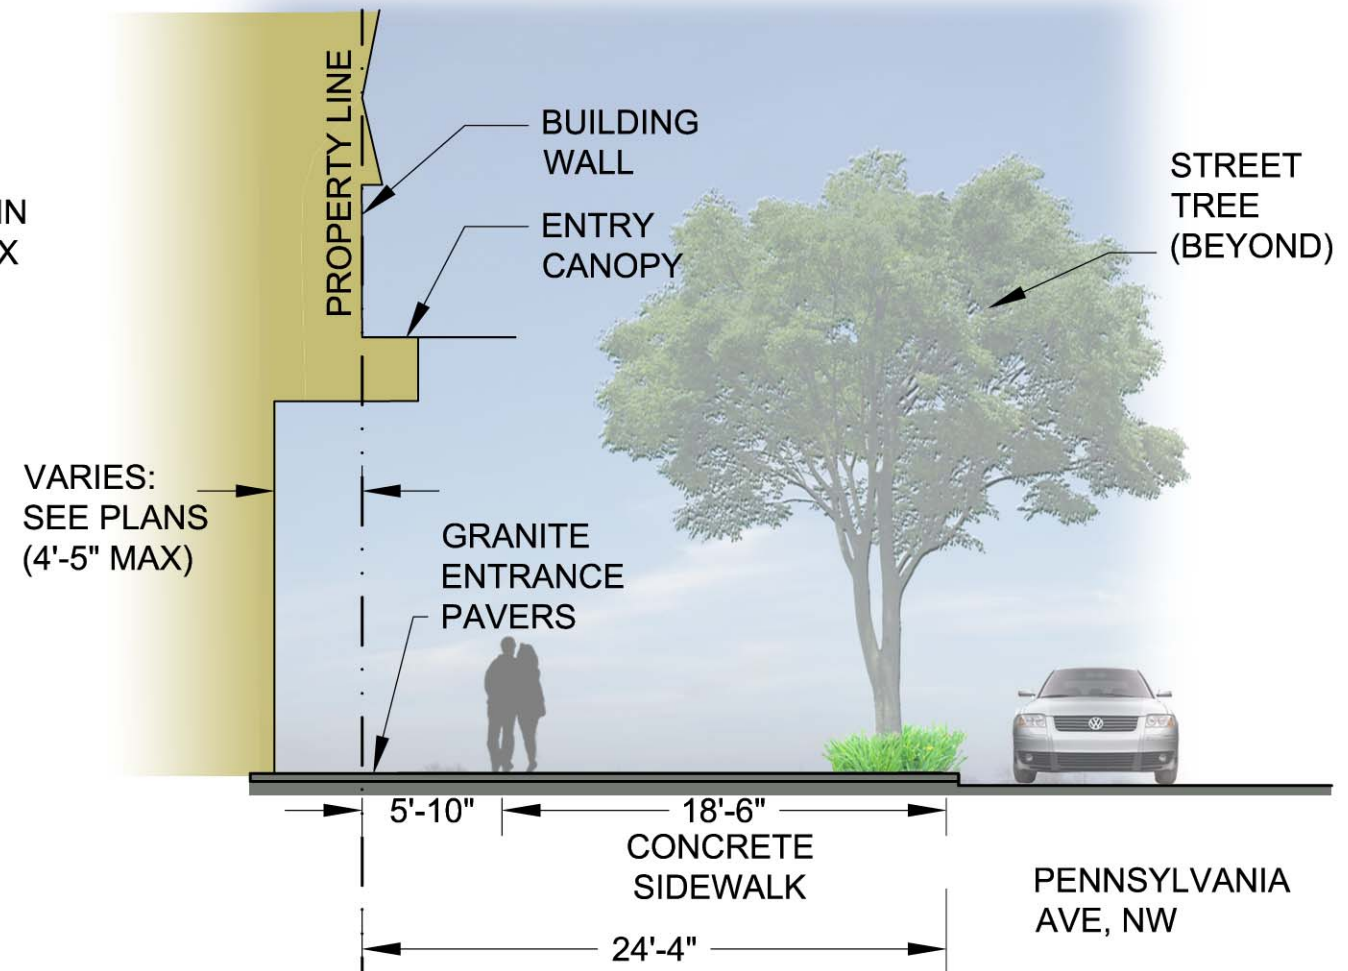 PROPERTY LINE
BUILDING
WALL
ENTRY
CANOPY
STREET
TREE
(BEYOND)
IN
X
VARIES:
SEE PLANS
(4'-5" MAX)
GRANITE
ENTRANCE
PAVERS
5'-10"
18'-6"
CONCRETE
SIDEWALK
24'-4"
PENNSYLVANIA
AVE, NW